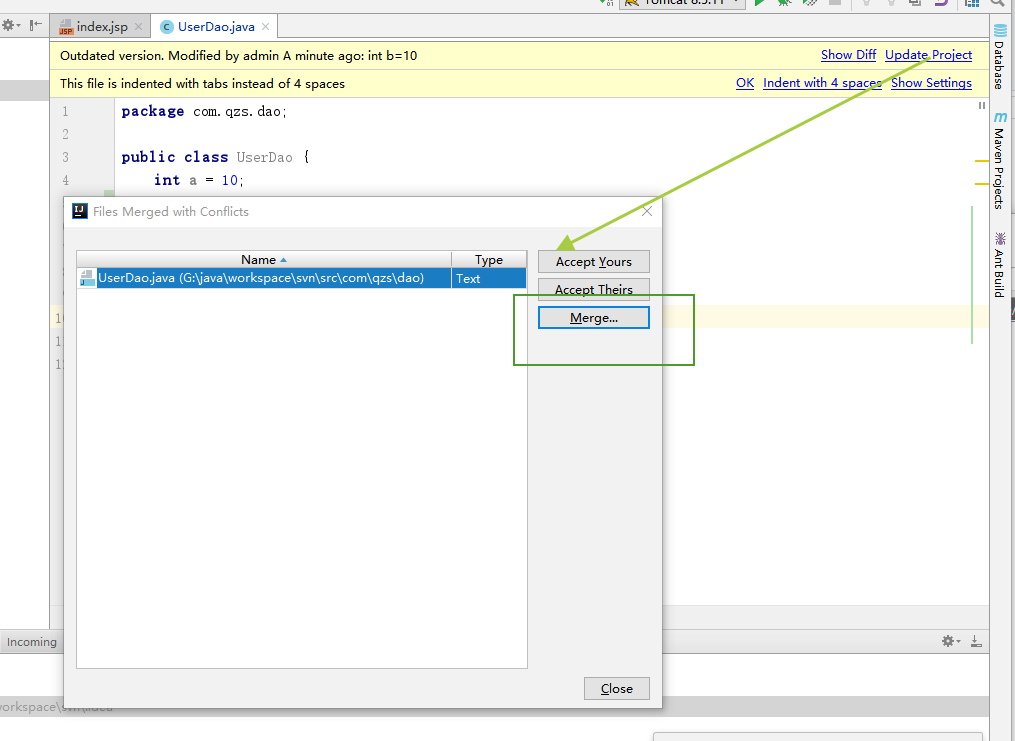 Tomcat 8.5.11
index.jsp
UserDao.java
Outdated version. Modified by admin A minute ago: int b=10
Show Diff
Update Project
This file is indented with tabs instead of 4 spaces
OK
Indent with 4 spaces
Show Settings
1 package com.qzs.dao;
2
3 public class UserDao {
4 int a = 10;
Files Merged with Conflicts
Name
Type
UserDao.java (G:\java\workspace\svn\src\com\qzs\dao)
Text
Accept Yours
Accept Theirs
Merge...
10
Close
Database
Maven Projects
Ant Build
Incoming